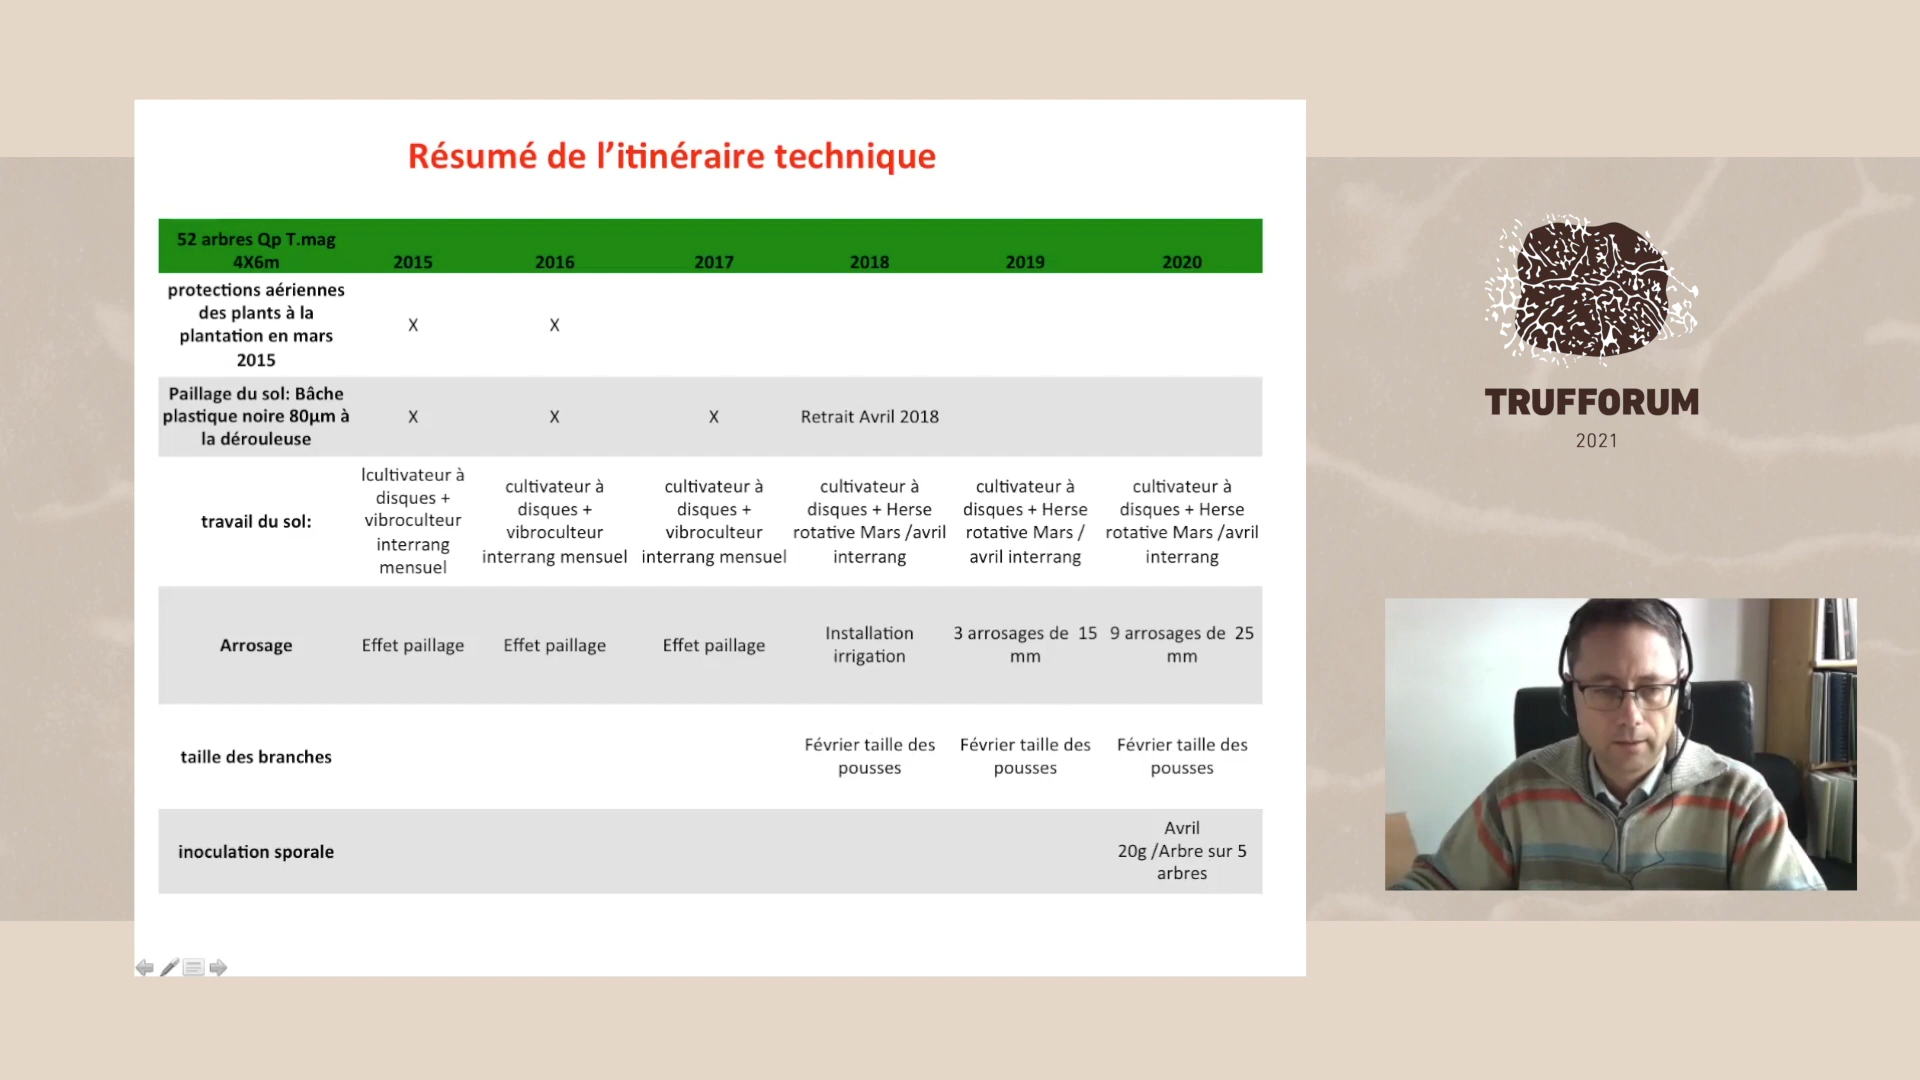 Résumé de l’itinéraire technique
52 arbres Qp T.mag
4X6m
2015
2016
2017
2018
2019
2020
protections aériennes
des plants à la
plantation en mars
2015
X
X
Paillage du sol: Bâche
plastique noire 80µm à
la dérouleuse
X
X
X
Retrait Avril 2018
travail du sol:
lcultivateur à
disques +
vibroculteur
interrang
mensuel
cultivateur à
disques +
vibroculteur
interrang mensuel
cultivateur à
disques +
vibroculteur
interrang mensuel
cultivateur à
disques + Herse
rotative Mars /avril
interrang
cultivateur à
disques + Herse
rotative Mars /
avril interrang
cultivateur à
disques + Herse
rotative Mars /avril
interrang
Arrosage
Effet paillage
Effet paillage
Effet paillage
Installation
irrigation
3 arrosages de 15
mm
9 arrosages de 25
mm
taille des branches
Février taille des
pousses
Février taille des
pousses
Février taille des
pousses
inoculation sporale
Avril
20g /Arbre sur 5
arbres
TRUFFORUM
2021